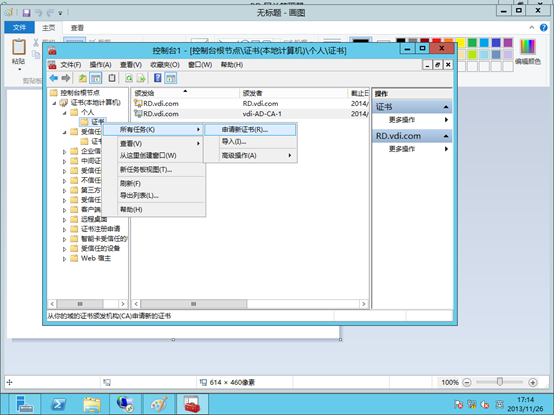 无标题 - 画图
文件
主页
查看
粘贴
剪贴板
编辑颜色
控制台1 - [控制台根节点\证书(本地计算机)\个人\证书]
文件(F) 操作(A) 查看(V) 收藏夹(O) 窗口(W) 帮助(H)
控制台根节点
证书(本地计算机)
个人
证书
受信任
证书
企业信
中间证
受信任
不信任
第三方
受信任
客户端
远程桌面
证书注册申请
智能卡受信任的
受信任的设备
Web 宿主
颁发给 颁发者 截止日
RD.vdi.com RD.vdi.com 2014/
RD.vdi.com vdi-AD-CA-1 2014/
所有任务(K)
查看(V)
从这里创建窗口(W)
新任务板视图(T)...
刷新(F)
导出列表(L)...
帮助(H)
申请新证书(R)...
导入(I)...
高级操作(A)
操作
证书
更多操作
RD.vdi.com
更多操作
从你的域的证书颁发机构(CA)申请新的证书
614 × 460像素
100%
17:14
2013/11/26